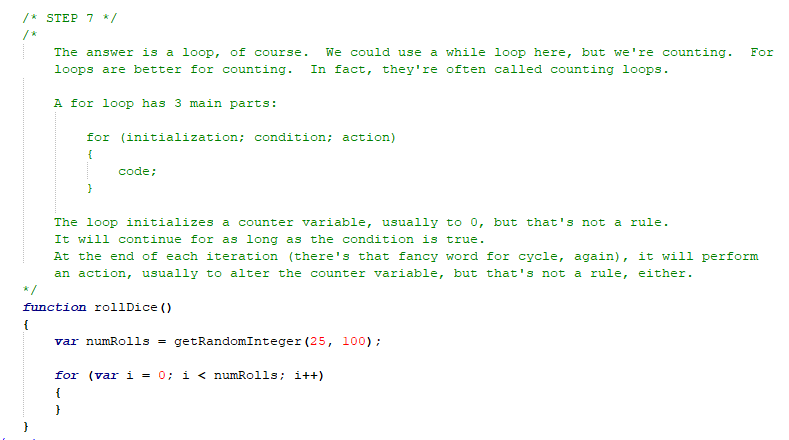 /* STEP 7 */
/*
The answer is a loop, of course.  We could use a while loop here, but we're counting.  For
loops are better for counting.  In fact, they're often called counting loops.
A for loop has 3 main parts:
for (initialization; condition; action)
{
code;
}
The loop initializes a counter variable, usually to 0, but that's not a rule.
It will continue for as long as the condition is true.
At the end of each iteration (there's that fancy word for cycle, again), it will perform
an action, usually to alter the counter variable, but that's not a rule, either.
*/
function rollDice()
{
var numRolls = getRandomInteger(25, 100);
for (var i = 0; i < numRolls; i++)
{
}
}